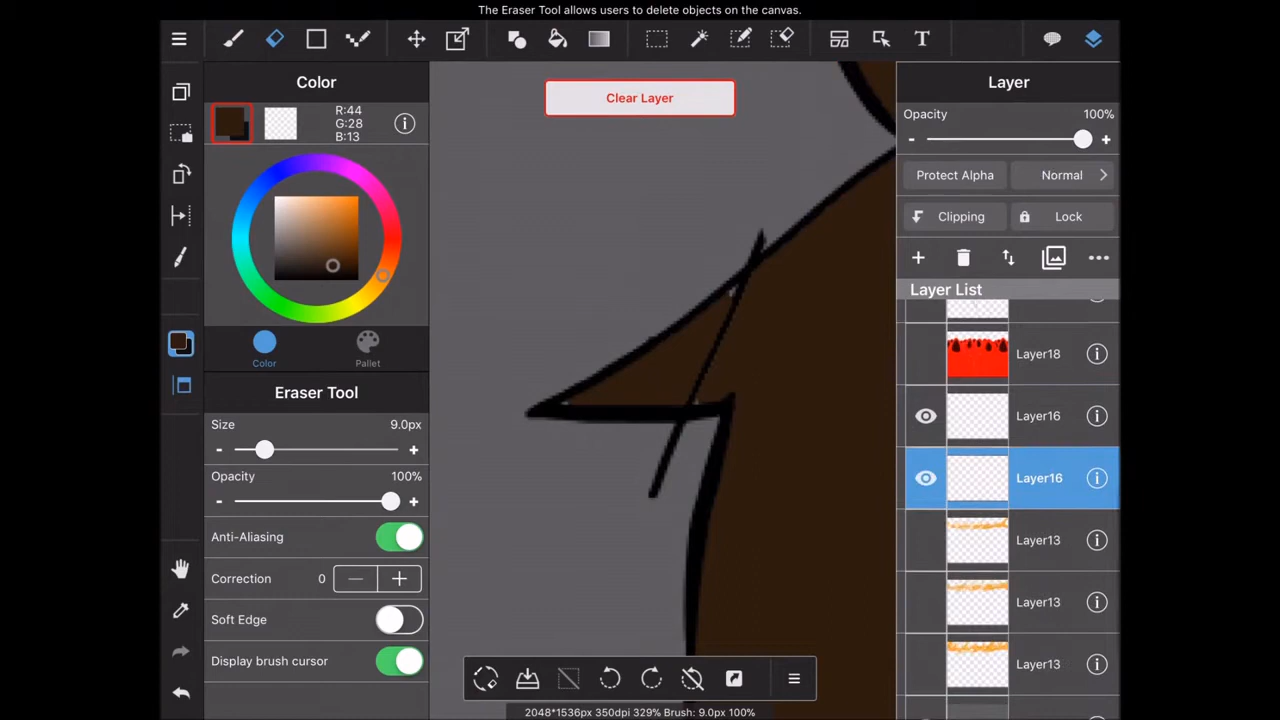 The Eraser Tool allows users to delete objects on the canvas.
T
Color
R:44
G:28
B:13
Color
Pallet
Eraser Tool
Size 9.0px
- +
Opacity 100%
- +
Anti-Aliasing
Correction 0 - +
Soft Edge
Display brush cursor
Clear Layer
2048*1536px 350dpi 329% Brush: 9.0px 100%
Layer
Opacity 100%
- +
Protect Alpha Normal
Clipping Lock
Layer List
Layer18
Layer16
Layer16
Layer13
Layer13
Layer13